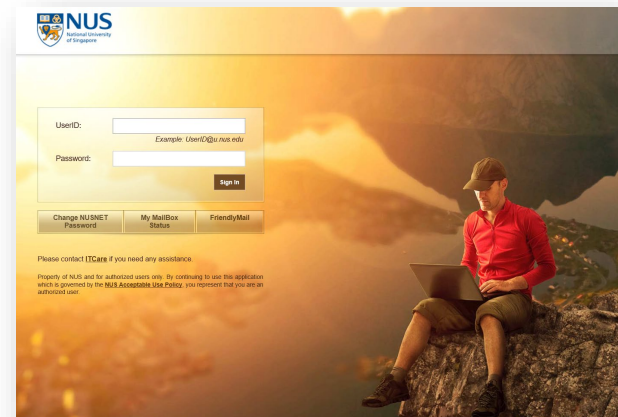 NUS
National University
of Singapore
UserID:
Example: UserID@u.nus.edu
Password:
Sign In
Change NUSNET
Password
My MailBox
Status
FriendlyMail
Please contact ITCare if you need any assistance.
Property of NUS and for authorized users only. By continuing to use this application
which is governed by the NUS Acceptable Use Policy, you represent that you are an
authorized user.